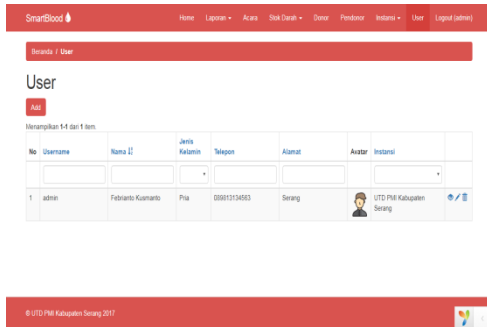 SmartBlood
Home Laporan Acara Stok Darah Donor Pendonor Instansi User Logout (admin)
Beranda / User
User
Add
Menampilkan 1-1 dari 1 item.
No Username Nama Jenis Kelamin Telepon Alamat Avatar Instansi
1 admin Febrianto Kusmanto Pria Serang UTD PMI Kabupaten
Serang
© UTD PMI Kabupaten Serang 2017